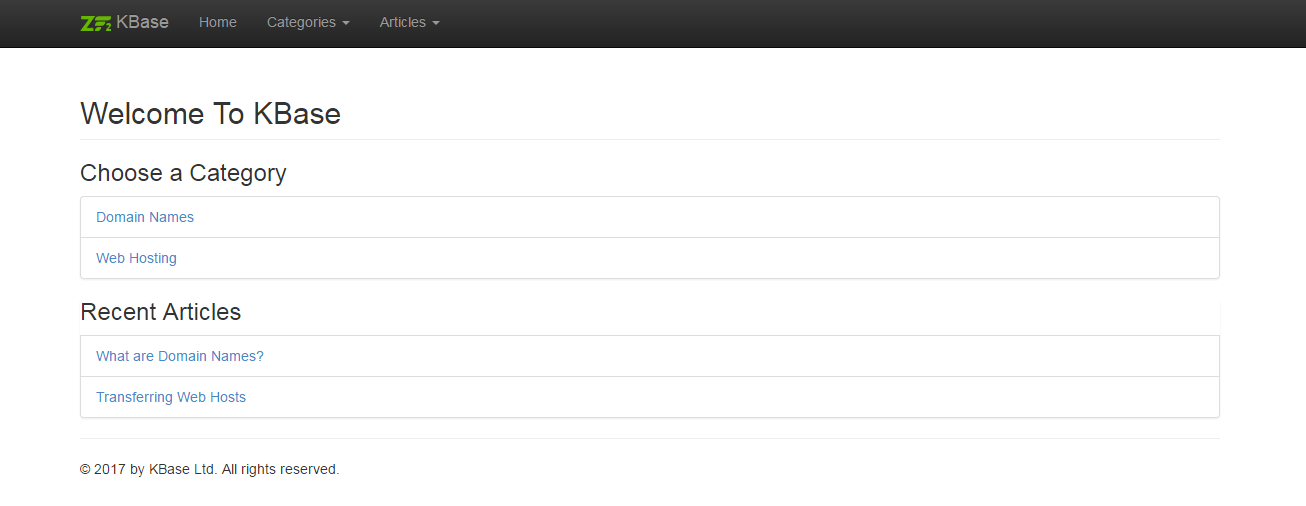 ZF2 KBase Home Categories Articles
Welcome To KBase
Choose a Category
Domain Names
Web Hosting
Recent Articles
What are Domain Names?
Transferring Web Hosts
© 2017 by KBase Ltd. All rights reserved.